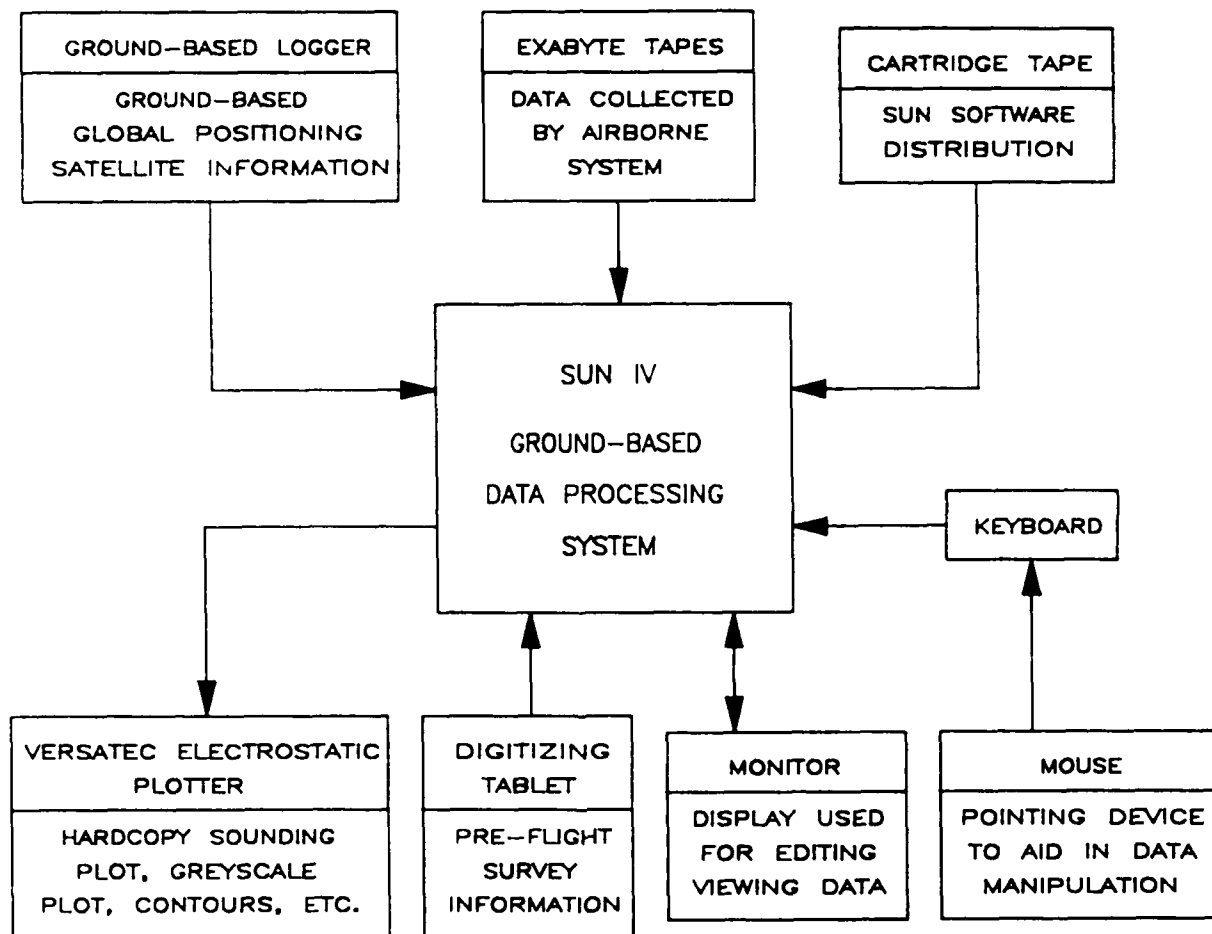 GROUND-BASED LOGGER
GROUND-BASED
GLOBAL POSITIONING
SATELLITE INFORMATION
EXABYTE TAPES
DATA COLLECTED
BY AIRBORNE
SYSTEM
CARTRIDGE TAPE
SUN SOFTWARE
DISTRIBUTION
SUN IV
GROUND-BASED
DATA PROCESSING
SYSTEM
KEYBOARD
VERSATEC ELECTROSTATIC
PLOTTER
HARDCOPY SOUNDING
PLOT, GREYSCALE
PLOT, CONTOURS, ETC.
DIGITIZING
TABLET
PRE-FLIGHT
SURVEY
INFORMATION
MONITOR
DISPLAY USED
FOR EDITING
VIEWING DATA
MOUSE
POINTING DEVICE
TO AID IN DATA
MANIPULATION